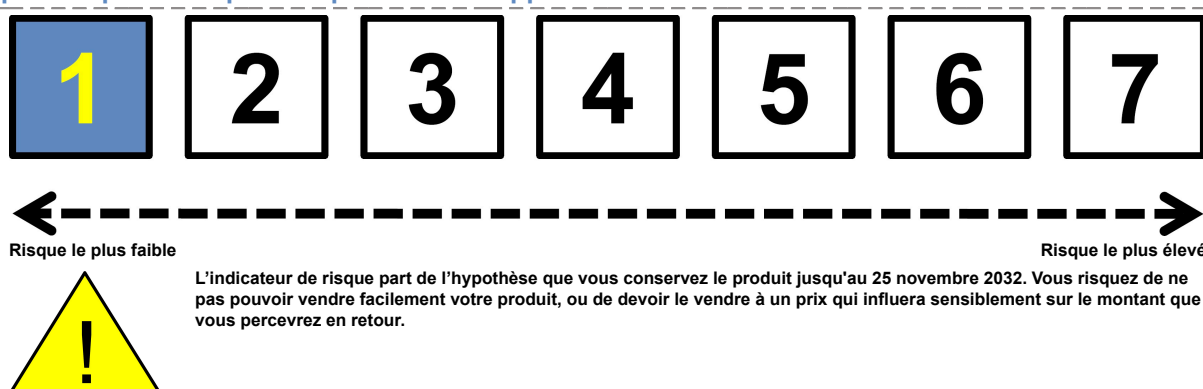 1 2 3 4 5 6 7
Risque le plus faible Risque le plus élevé
L'indicateur de risque part de l'hypothèse que vous conservez le produit jusqu'au 25 novembre 2032. Vous risquez de ne
pas pouvoir vendre facilement votre produit, ou de devoir le vendre à un prix qui influera sensiblement sur le montant que
vous percevrez en retour.
!